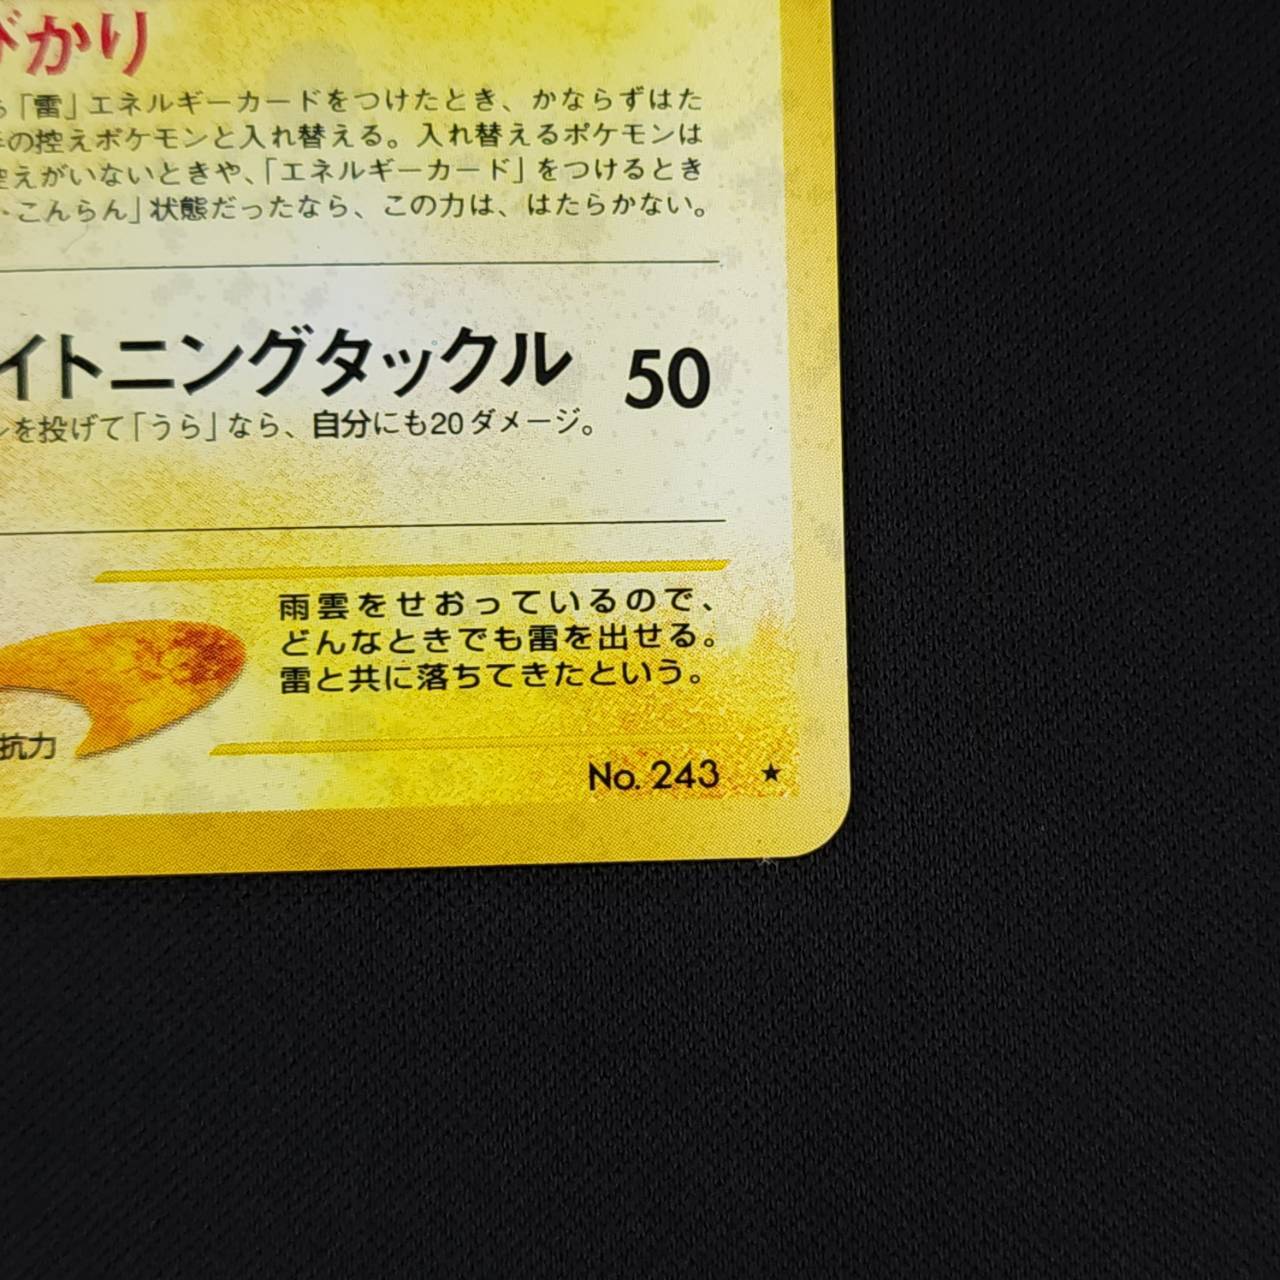 びかり
「雷」エネルギーカードをつけたとき、かならずはた
の控えポケモンと入れ替える。入れ替えるポケモンは
控えがいないときや、「エネルギーカード」をつけるとき
・こんらん」状態だったなら、この力は、はたらかない。
イトニングタックル 50
ンを投げて「うら」なら、自分にも20ダメージ。
雨雲をせおっているので、
どんなときでも雷を出せる。
雷と共に落ちてきたという。
抗力
No. 243 ★